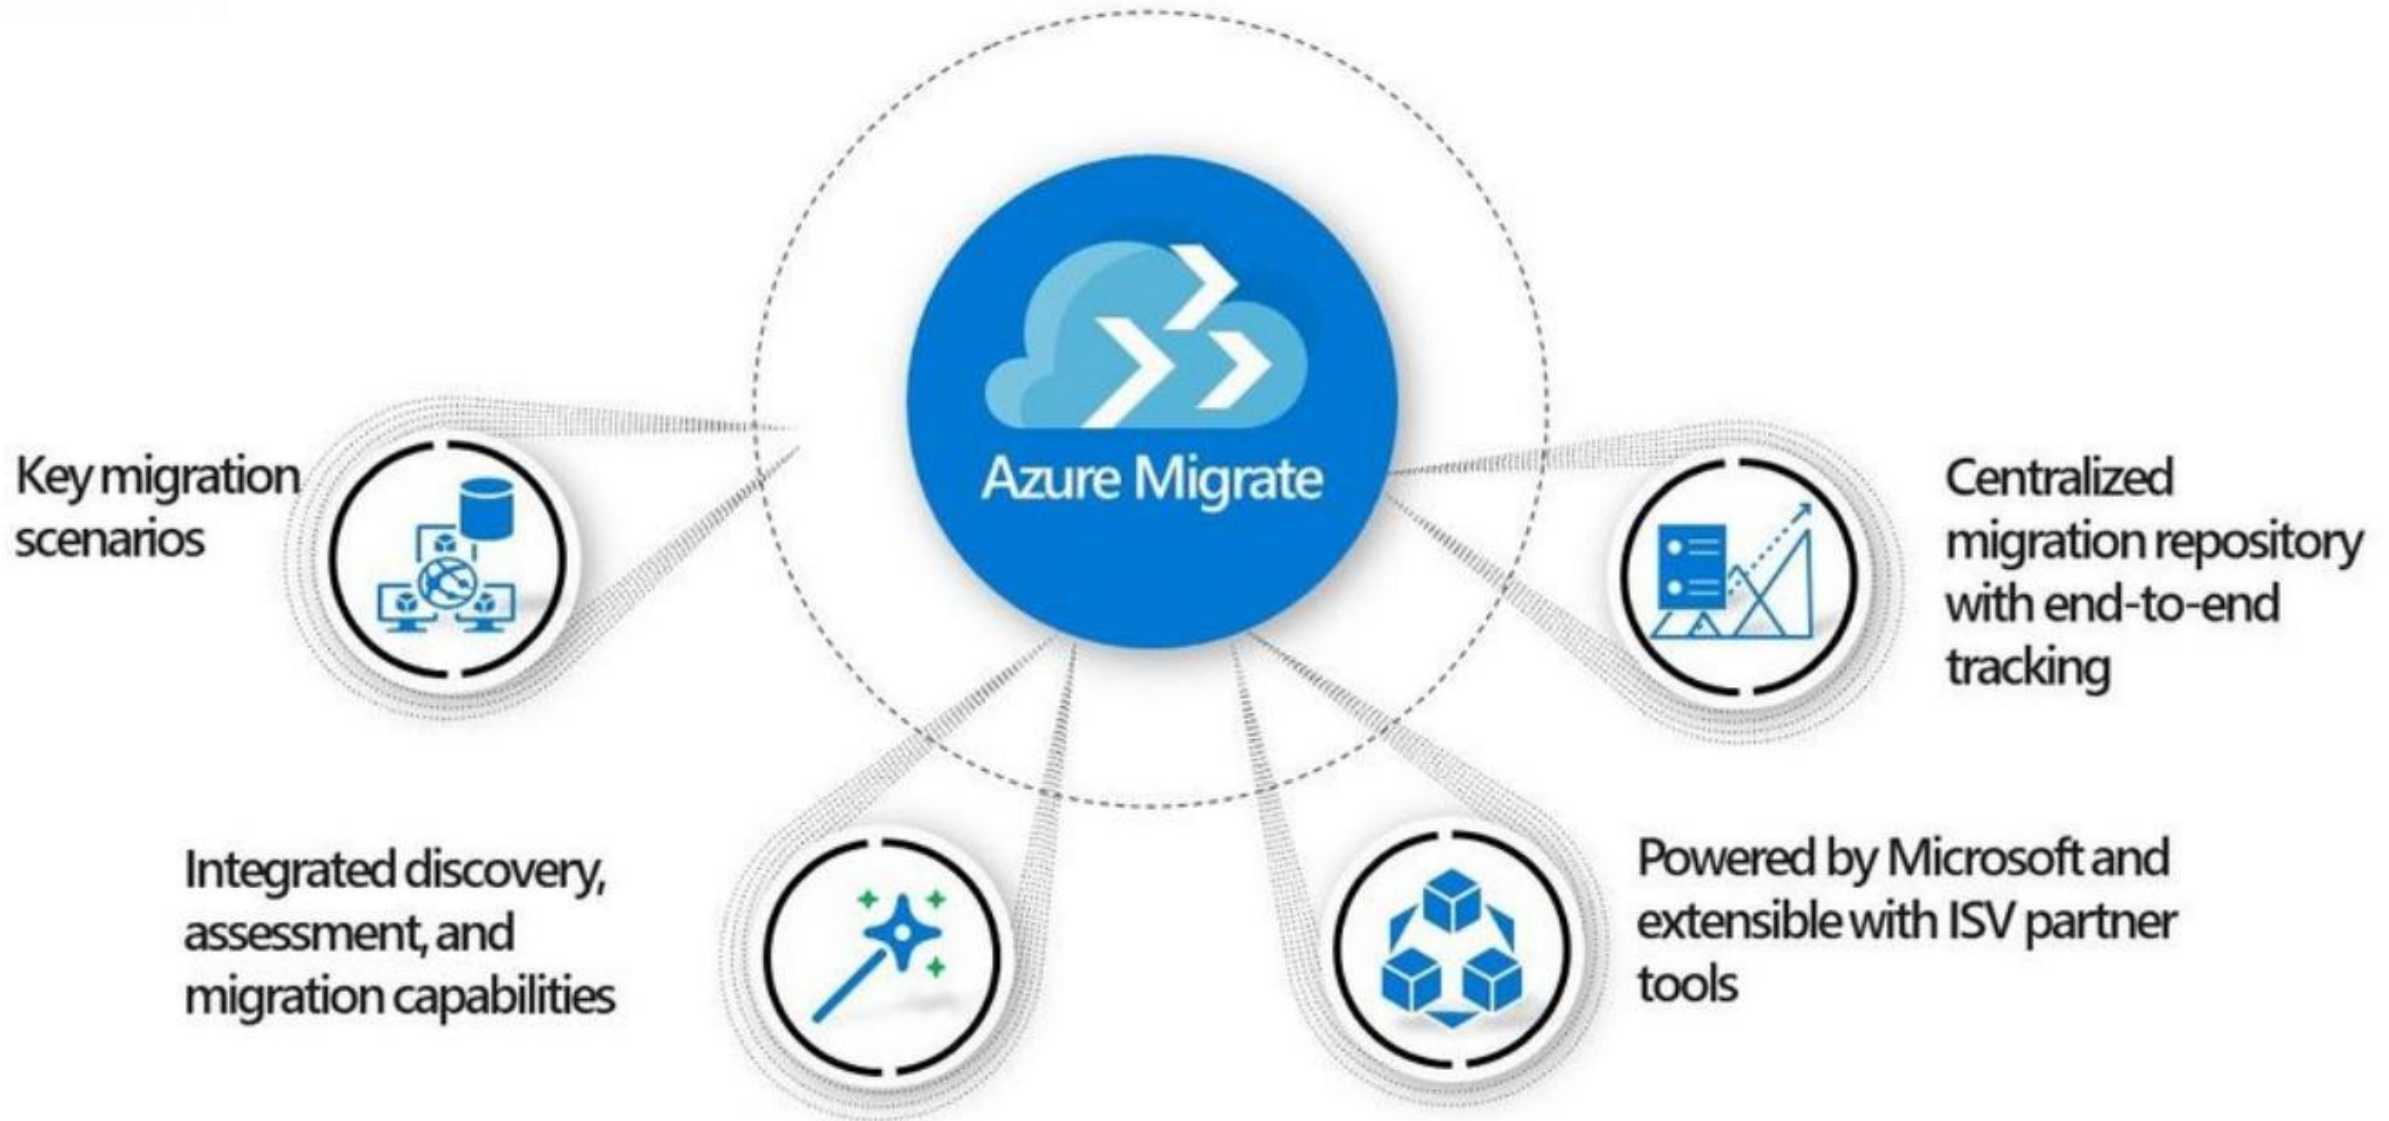 Azure Migrate
Key migration
scenarios
Integrated discovery,
assessment, and
migration capabilities
Powered by Microsoft and
extensible with ISV partner
tools
Centralized
migration repository
with end-to-end
tracking